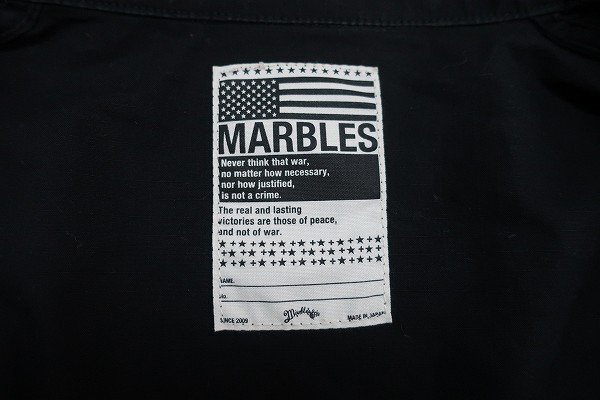 MARBLES
Never think that war,
no matter how necessary,
nor how justified,
is not a crime.
The real and lasting
victories are those of peace,
and not of war.
NAME.
NO.
SINCE 2009
Marbles
MADE IN JAPAN